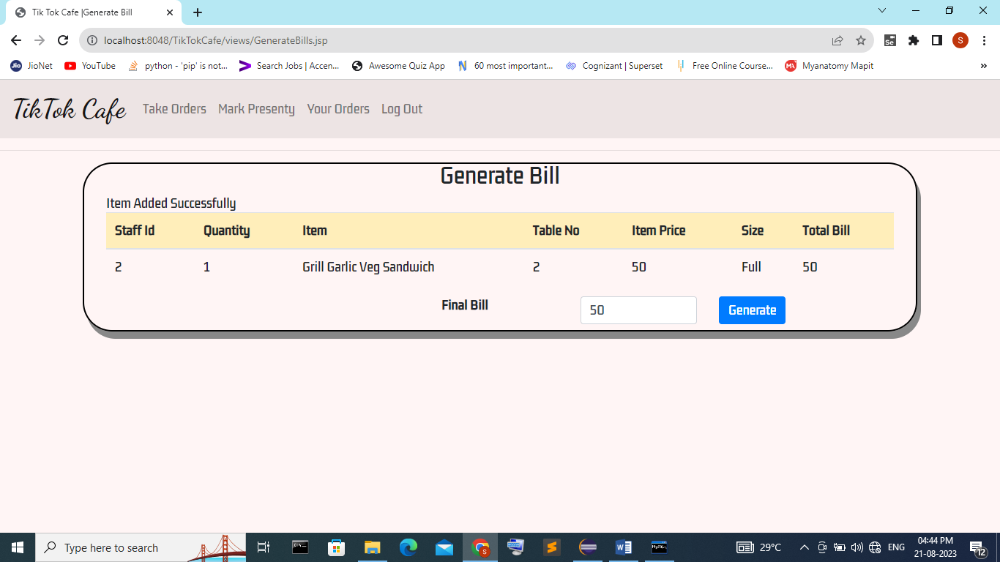 Tik Tok Cafe |Generate Bill
localhost:8048/TikTokCafe/views/GenerateBills.jsp
Se
S
Jio JioNet YouTube python - 'pip' is not... Search Jobs | Accen... Awesome Quiz App 60 most important... Cognizant | Superset Free Online Course... Myanatomy Mapit »
TikTok Cafe Take Orders Mark Presenty Your Orders Log Out
Generate Bill
Item Added Successfully
Staff Id Quantity Item Table No Item Price Size Total Bill
2 1 Grill Garlic Veg Sandwich 2 50 Full 50
Final Bill 50 Generate
Type here to search
29°C ENG
04:44 PM
21-08-2023
12